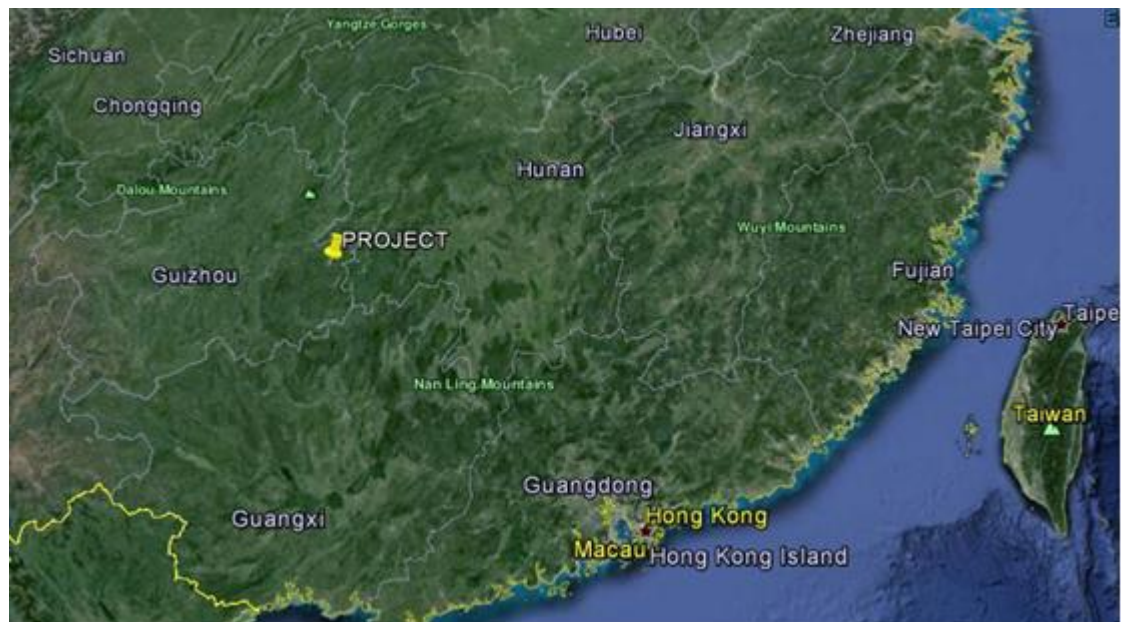 Yangtze Gorges
Hubei
Zhejiang
Sichuan
Chongqing
Jiangxi
Hunan
Dalou Mountains
Wuyi Mountains
PROJECT
Guizhou
Fujian
Taipe
New Taipei City
Nan Ling Mountains
Taiwan
Guangdong
Guangxi
Hong Kong
Macau
Hong Kong Island